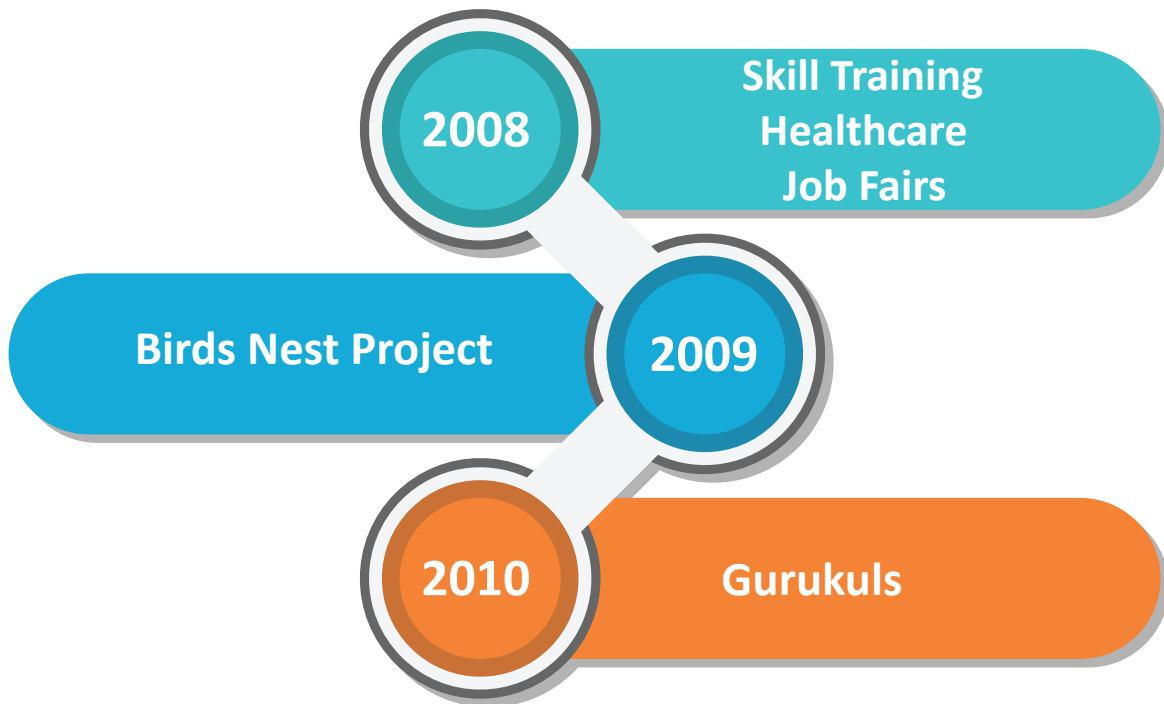 2008
Skill Training
Healthcare
Job Fairs
Birds Nest Project
2009
2010
Gurukuls